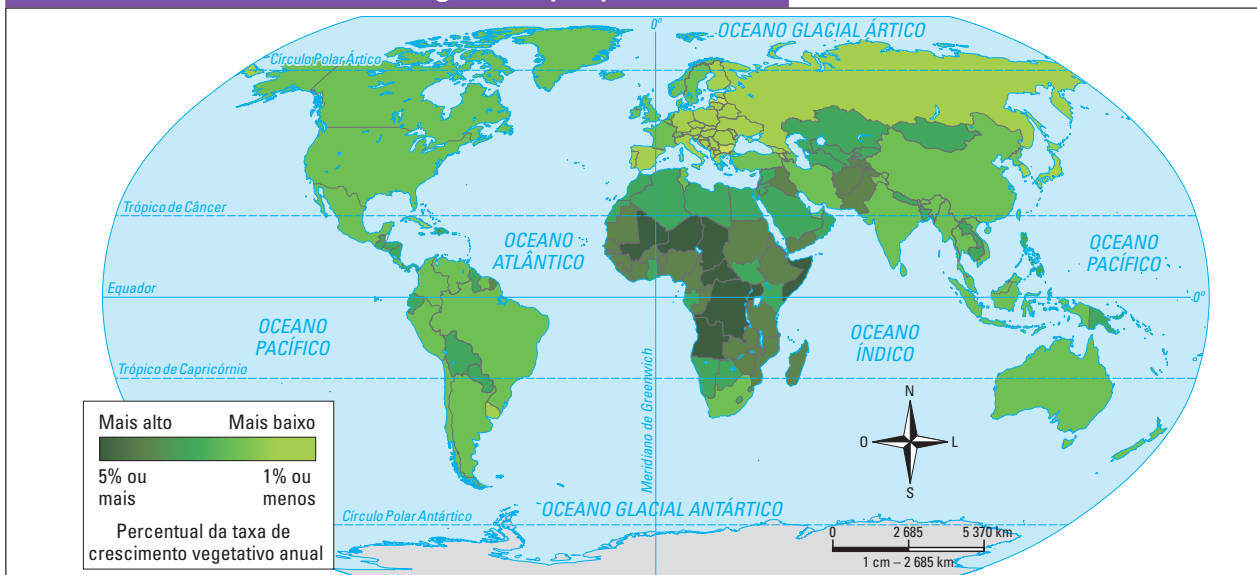 0º
OCEANO GLACIAL ÁRTICO
Círculo Polar Ártico
Trópico de Câncer
OCEANO
ATLÂNTICO
OCEANO
PACÍFICO
Equador
0º
OCEANO
PACÍFICO
OCEANO
ÍNDICO
Trópico de Capricórnio
Meridiano de Greenwich
Mais alto
Mais baixo
5% ou
mais
1% ou
menos
Percentual da taxa de
crescimento vegetativo anual
N
O
L
S
OCEANO GLACIAL ANTÁRTICO
Círculo Polar Antártico
0
2 685
5 370 km
1 cm – 2 685 km